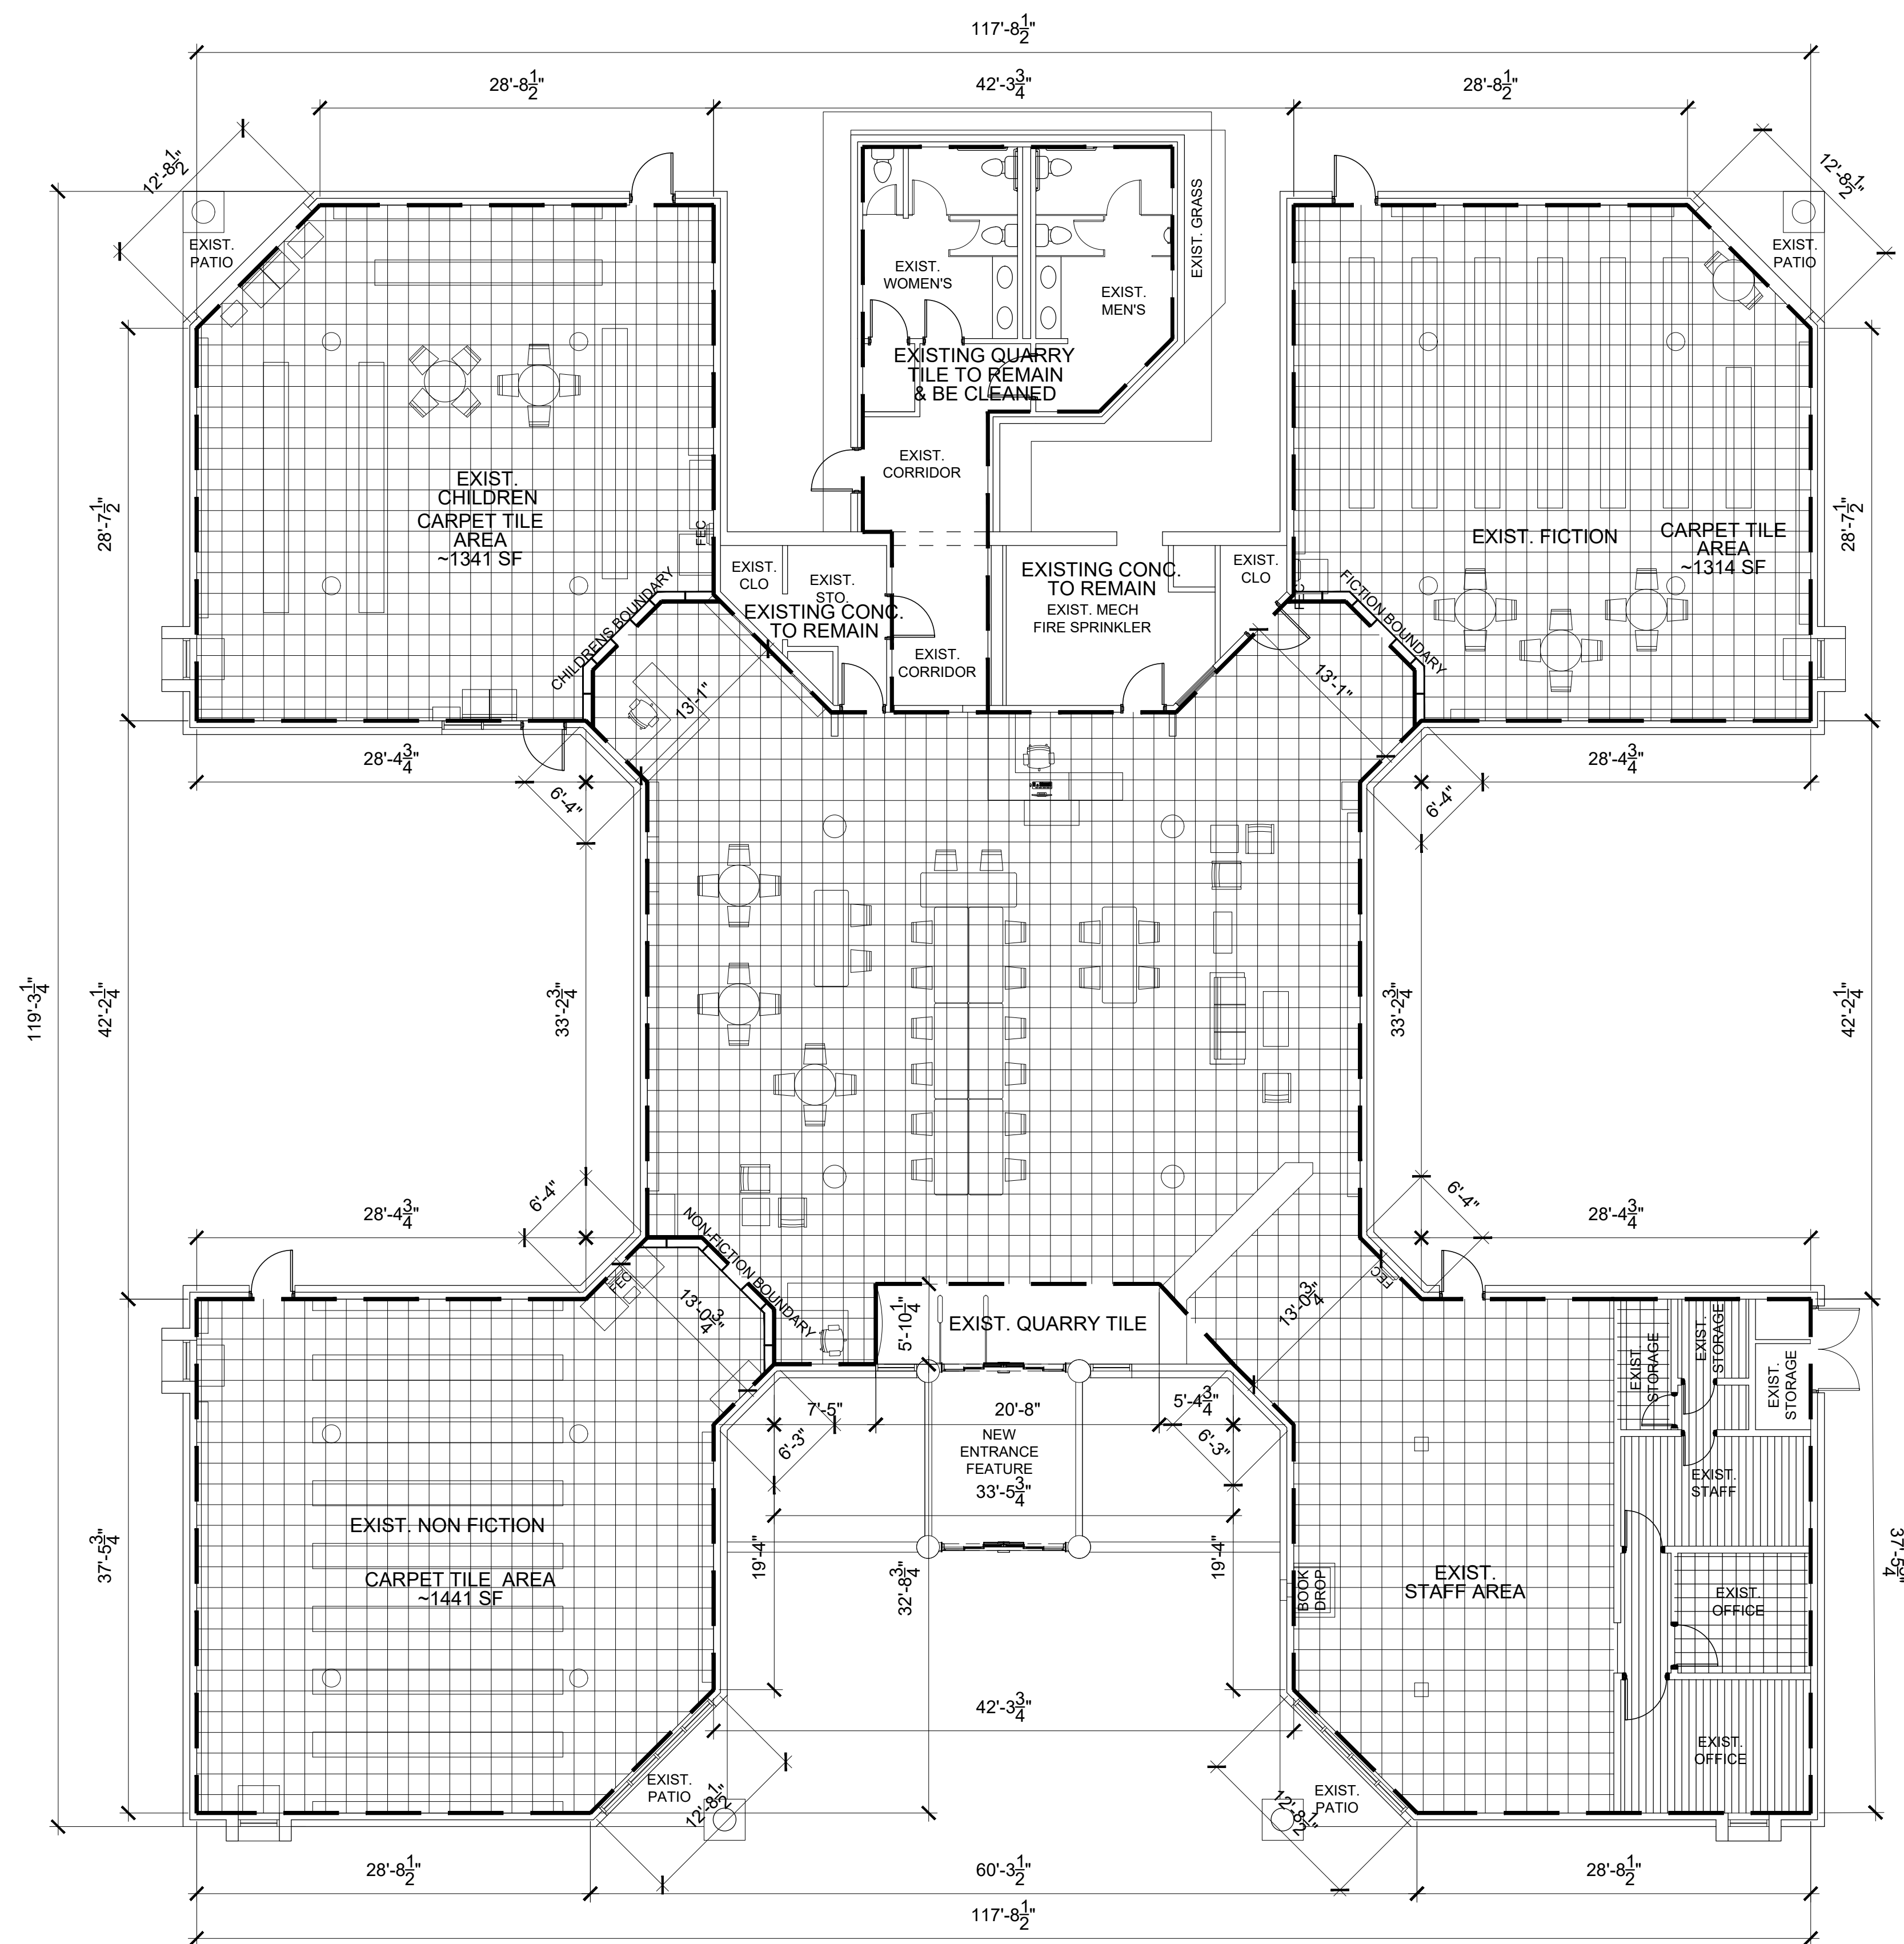 117'-8 1/2"
28'-8 1/2"
42'-3 3/4"
28'-8 1/2"
12'-8 1/2"
12'-8 1/2"
EXIST.
PATIO
EXIST.
PATIO
EXIST. GRASS
EXIST.
WOMEN'S
EXIST.
MEN'S
EXISTING QUARRY
TILE TO REMAIN
& BE CLEANED
EXIST.
CORRIDOR
28'-7 1/2"
EXIST.
CHILDREN
CARPET TILE
AREA
~1341 SF
FEC
EXIST. FICTION
CARPET TILE
AREA
~1314 SF
28'-7 1/2"
EXIST.
CLO
EXIST.
STO.
EXISTING CONC.
TO REMAIN
EXISTING CONC.
TO REMAIN
EXIST. MECH
FIRE SPRINKLER
EXIST.
CLO
FEC
EXIST.
CORRIDOR
CHILDRENS BOUNDARY
FICTION BOUNDARY
13'-1"
13'-1"
28'-4 3/4"
6'-4"
6'-4"
28'-4 3/4"
119'-3 1/4"
42'-2 1/4"
33'-2 3/4"
33'-2 3/4"
42'-2 1/4"
28'-4 3/4"
6'-4"
6'-4"
28'-4 3/4"
NON-FICTION BOUNDARY
FEC
13'-0 3/4"
5'-10 1/4"
EXIST. QUARRY TILE
13'-0 3/4"
FEC
EXIST.
STORAGE
EXIST.
STORAGE
EXIST.
STORAGE
7'-5"
20'-8"
5'-4 3/4"
6'-3"
6'-3"
NEW
ENTRANCE
FEATURE
33'-5 3/4"
EXIST.
STAFF
37'-5 3/4"
EXIST. NON FICTION
CARPET TILE AREA
~1441 SF
19'-4"
32'-8 3/4"
19'-4"
BOOK
DROP
EXIST.
STAFF AREA
EXIST.
OFFICE
37'-5 3/4"
42'-3 3/4"
EXIST.
OFFICE
EXIST.
PATIO
12'-8 1/2"
EXIST.
PATIO
12'-8 1/2"
28'-8 1/2"
60'-3 1/2"
28'-8 1/2"
117'-8 1/2"